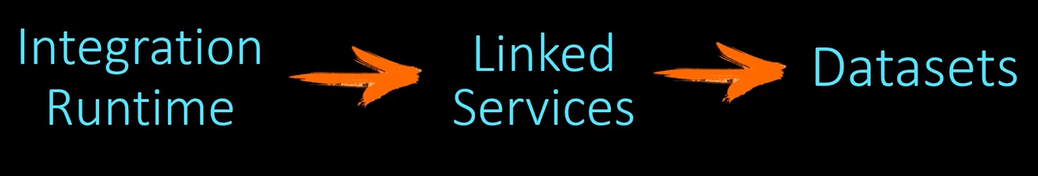 Integration
Runtime
Linked
Services
Datasets